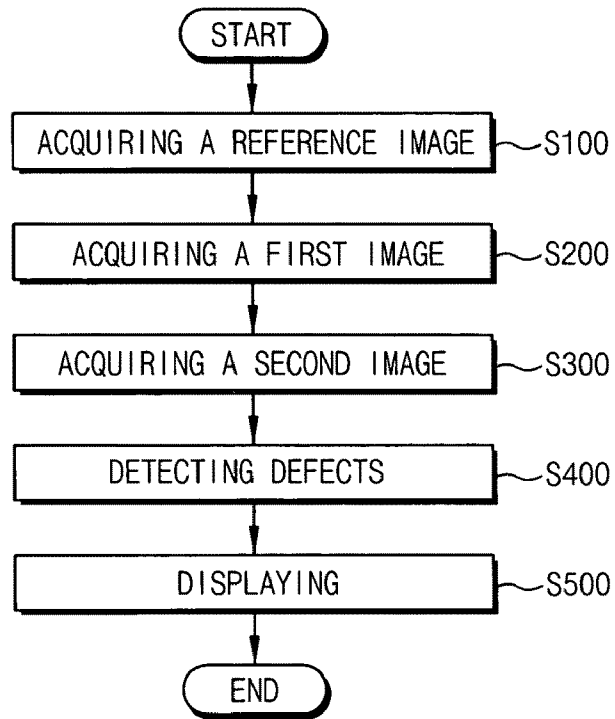 START
ACQUIRING A REFERENCE IMAGE S100
ACQUIRING A FIRST IMAGE S200
ACQUIRING A SECOND IMAGE S300
DETECTING DEFECTS S400
DISPLAYING S500
END